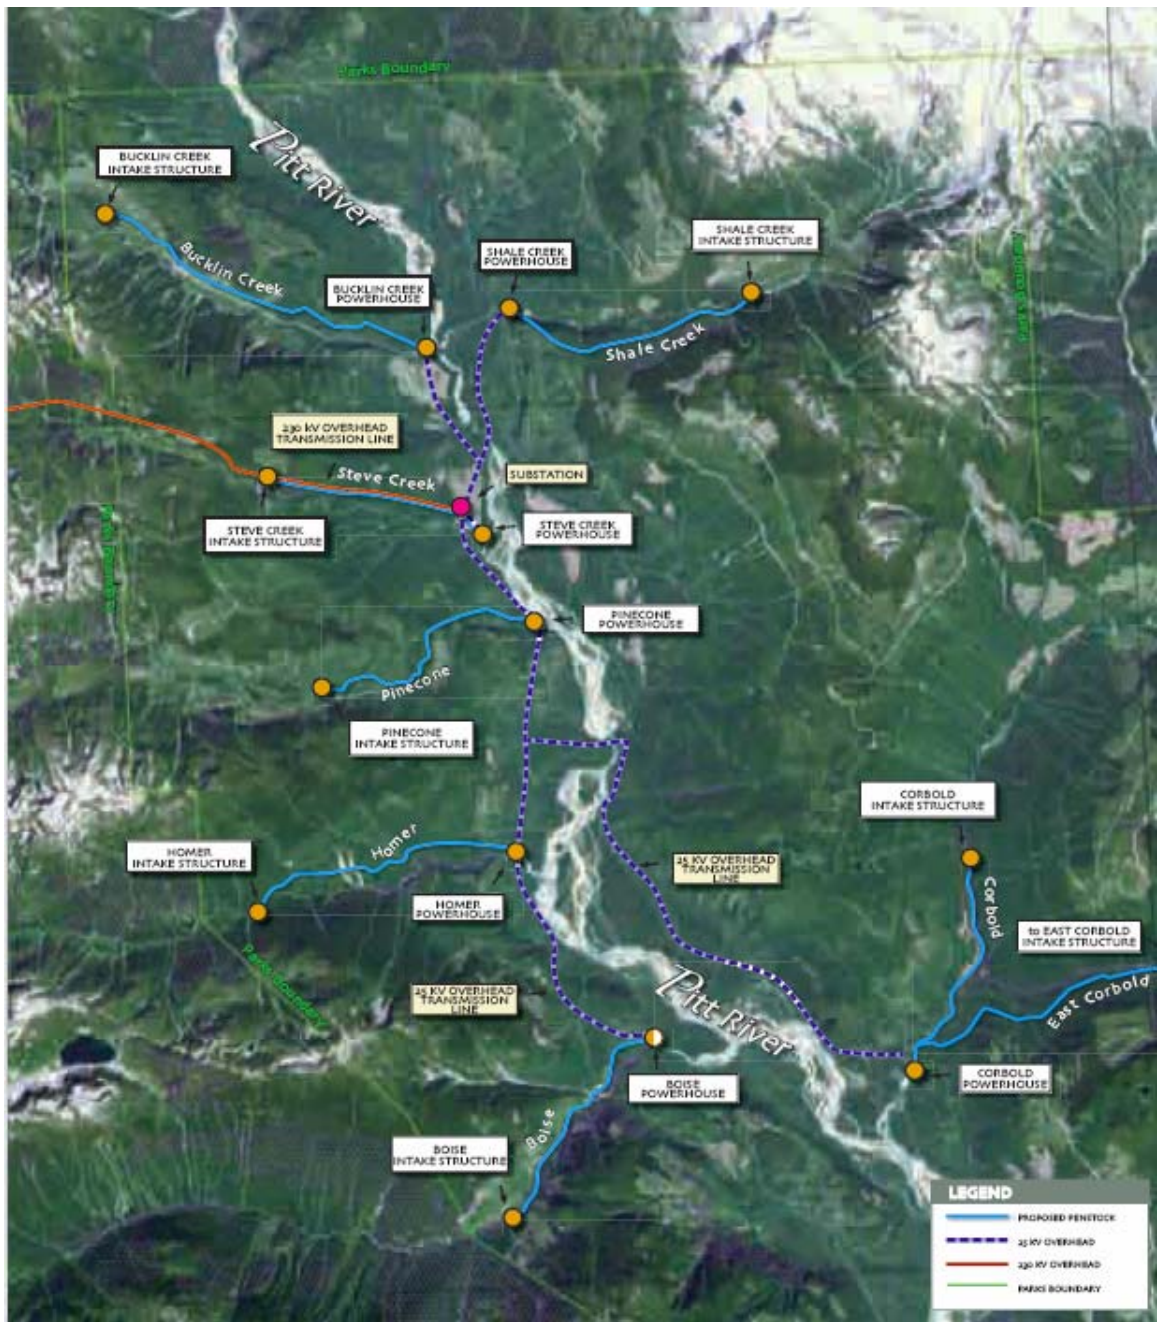 Parks Boundary
Pitt River
BUCKLIN CREEK
INTAKE STRUCTURE
SHALE CREEK
INTAKE STRUCTURE
SHALE CREEK
POWERHOUSE
Bucklin Creek
BUCKLIN CREEK
POWERHOUSE
Parks Boundary
Shale Creek
230 KV OVERHEAD
TRANSMISSION LINE
Steve Creek
SUBSTATION
STEVE CREEK
INTAKE STRUCTURE
STEVE CREEK
POWERHOUSE
Parks Boundary
PINECONE
POWERHOUSE
Pinecone
PINECONE
INTAKE STRUCTURE
CORBOLD
INTAKE STRUCTURE
Homer
HOMER
INTAKE STRUCTURE
25 KV OVERHEAD
TRANSMISSION
LINE
HOMER
POWERHOUSE
Corbold
to EAST CORBOLD
INTAKE STRUCTURE
Parks Boundary
25 KV OVERHEAD
TRANSMISSION
LINE
Pitt River
East Corbold
BOISE
POWERHOUSE
CORBOLD
POWERHOUSE
Boise
BOISE
INTAKE STRUCTURE
LEGEND
PROPOSED PENSTOCK
25 KV OVERHEAD
230 KV OVERHEAD
PARKS BOUNDARY